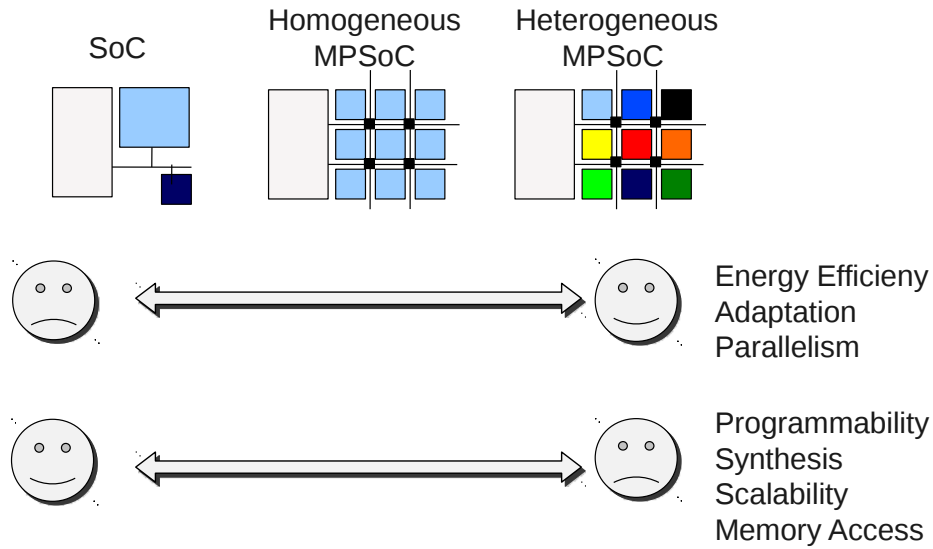 SoC
Homogeneous
MPSoC
Heterogeneous
MPSoC
Energy Efficieny
Adaptation
Parallelism
Programmability
Synthesis
Scalability
Memory Access